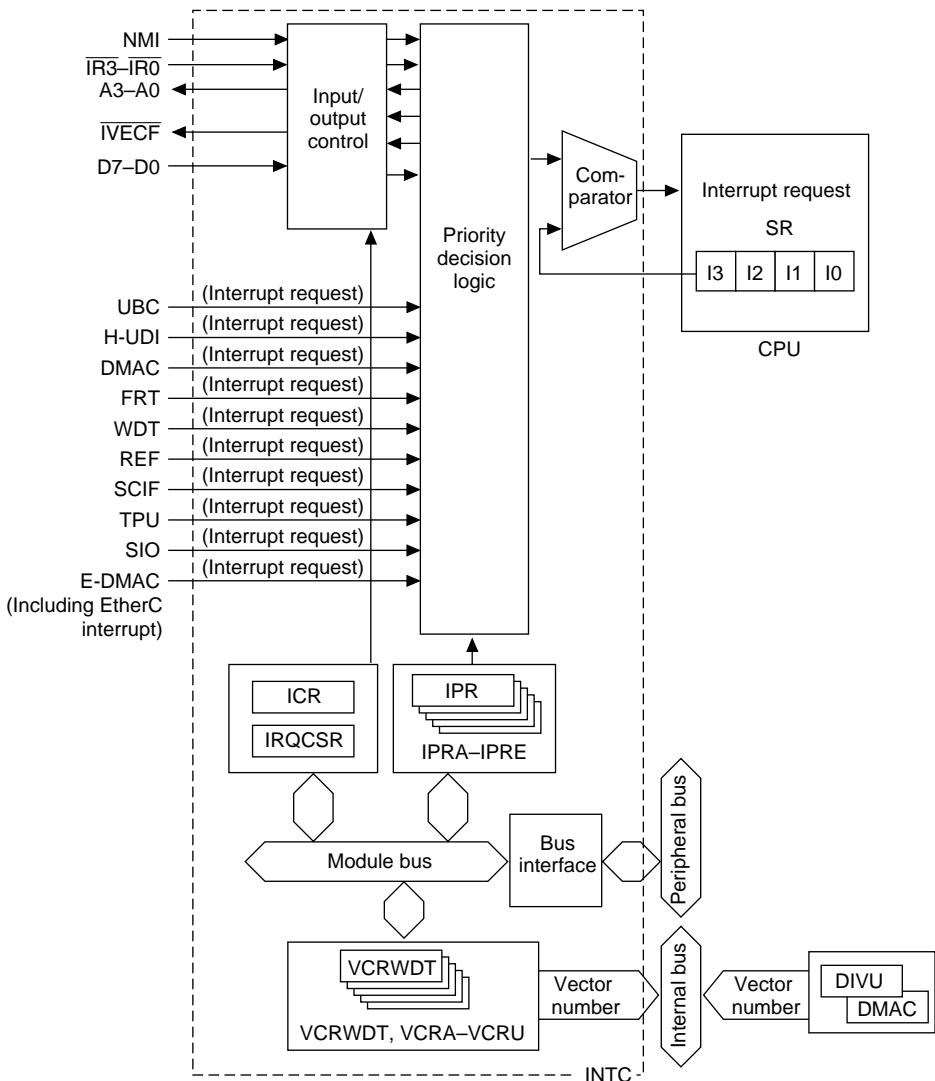 NMI
IR3–IR0
A3–A0
IVECF
D7–D0
Input/
output
control
Priority
decision
logic
Com-
parator
Interrupt request
SR
I3 I2 I1 I0
CPU
UBC (Interrupt request)
H-UDI (Interrupt request)
DMAC (Interrupt request)
FRT (Interrupt request)
WDT (Interrupt request)
REF (Interrupt request)
SCIF (Interrupt request)
TPU (Interrupt request)
SIO (Interrupt request)
E-DMAC (Interrupt request)
(Including EtherC
interrupt)
ICR
IRQCSR
IPR
IPRA–IPRE
Module bus
Bus
interface
Peripheral bus
VCRWDT
VCRWDT, VCRA–VCRU
Vector
number
Internal bus
Vector
number
DIVU
DMAC
INTC